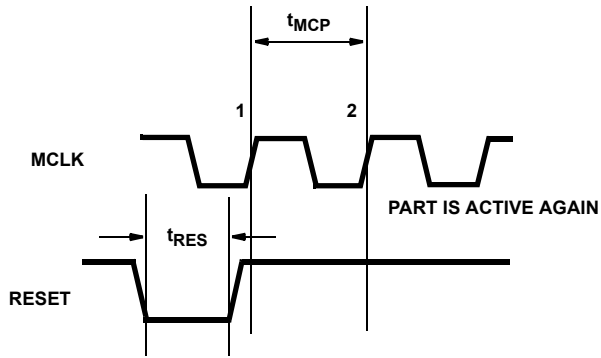 tMCP
1
2
MCLK
PART IS ACTIVE AGAIN
tRES
RESET